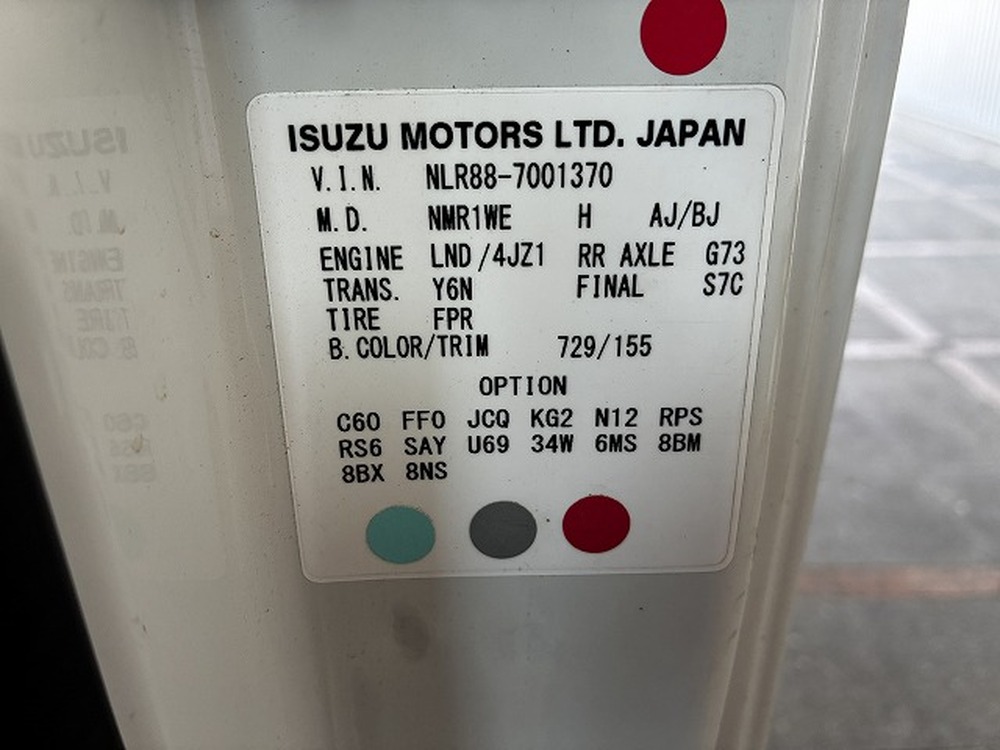 ISUZU MOTORS LTD. JAPAN
V.I.N. NLR88-7001370
M.D. NMR1WE H AJ/BJ
ENGINE LND/4JZ1 RR AXLE G73
TRANS. Y6N FINAL S7C
TIRE FPR
B.COLOR/TRIM 729/155
OPTION
C60 FF0 JCQ KG2 N12 RPS
RS6 SAY U69 34W 6MS 8BM
8BX 8NS